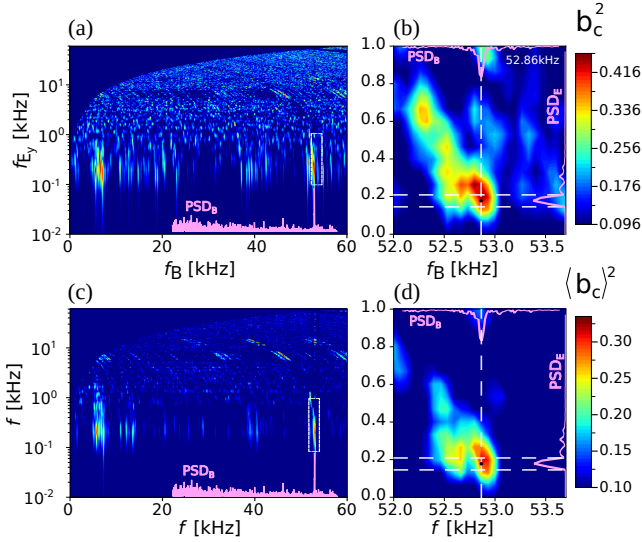 (a)
(b)
b_c^2
f_{E_y} [kHz]
10^1
10^0
10^{-1}
10^{-2}
PSD_B
0 20 40 60
f_B [kHz]
1.0
0.8
0.6
0.4
0.2
0.0
PSD_B
52.86kHz
PSD_E
52.0 52.5 53.0 53.5
f_B [kHz]
0.416
0.336
0.256
0.176
0.096
(c)
(d)
⟨b_c⟩^2
f [kHz]
10^1
10^0
10^{-1}
10^{-2}
PSD_B
0 20 40 60
f [kHz]
1.0
0.8
0.6
0.4
0.2
0.0
PSD_B
PSD_E
52.0 52.5 53.0 53.5
f [kHz]
0.30
0.25
0.20
0.15
0.10